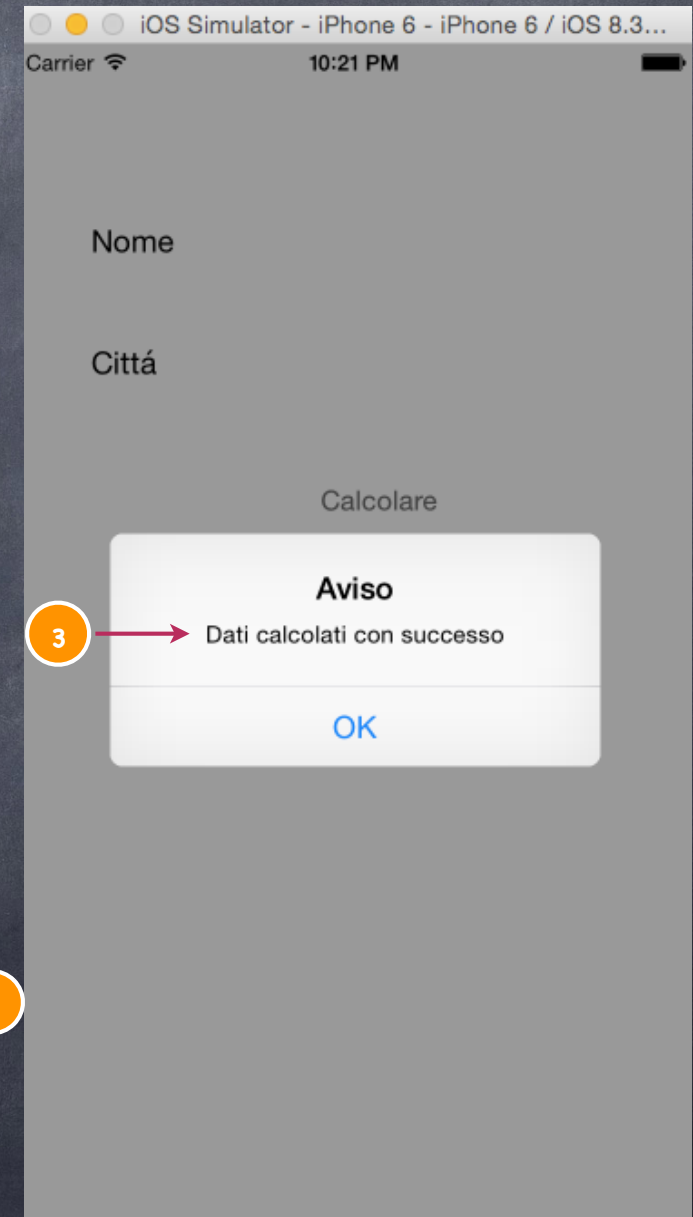 iOS Simulator - iPhone 6 - iPhone 6 / iOS 8.3...
Carrier 10:21 PM
Nome
Cittá
Calcolare
Aviso
3 Dati calcolati con successo
OK